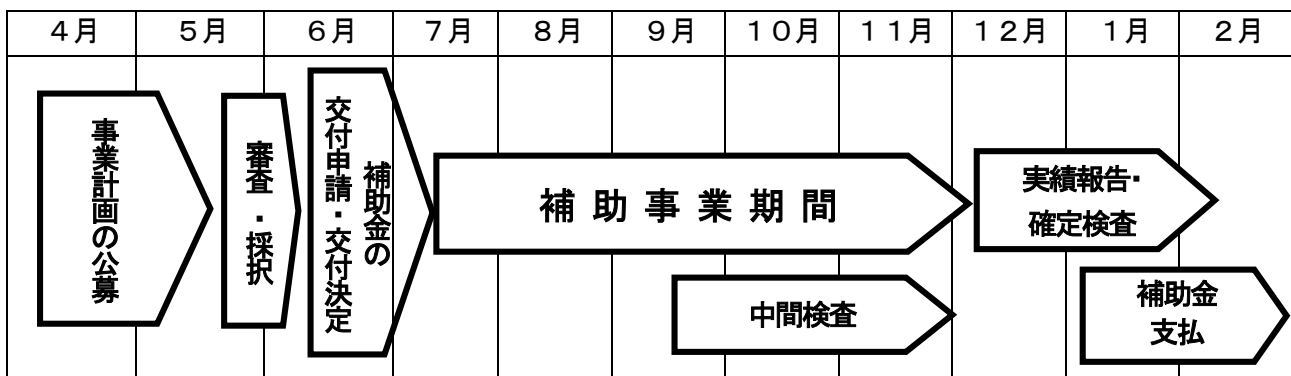 ４月 ５月 ６月 ７月 ８月 ９月 １０月 １１月 １２月 １月 ２月
事業計画の公募
審査・採択
補助金の
交付申請・交付決定
補助事業期間
中間検査
実績報告・
確定検査
補助金
支払